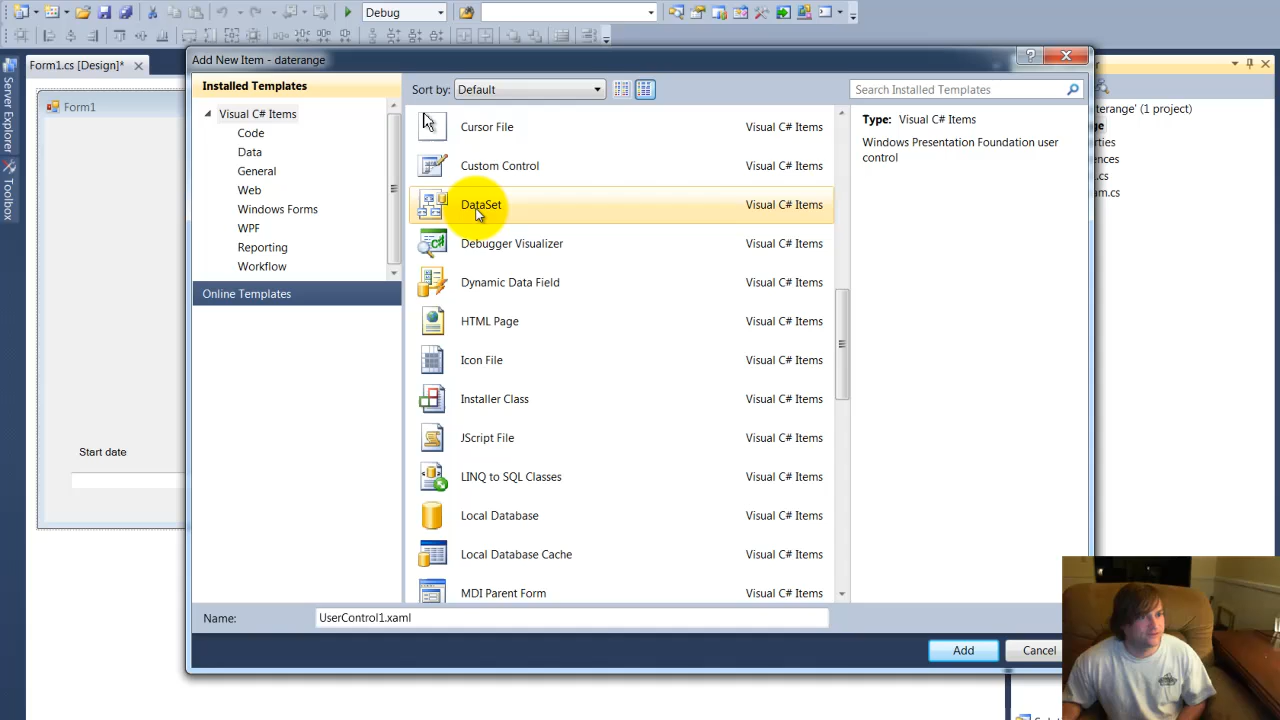 Debug
Form1.cs [Design]*
Add New Item - daterange
Server Explorer
Toolbox
Form1
Start date
Installed Templates
Visual C# Items
Code
Data
General
Web
Windows Forms
WPF
Reporting
Workflow
Online Templates
Sort by: Default
Search Installed Templates
Cursor File Visual C# Items
Custom Control Visual C# Items
DataSet Visual C# Items
Debugger Visualizer Visual C# Items
Dynamic Data Field Visual C# Items
HTML Page Visual C# Items
Icon File Visual C# Items
Installer Class Visual C# Items
JScript File Visual C# Items
LINQ to SQL Classes Visual C# Items
Local Database Visual C# Items
Local Database Cache Visual C# Items
MDI Parent Form Visual C# Items
Type: Visual C# Items
Windows Presentation Foundation user
control
terange' (1 project)
ge
rties
ences
.cs
am.cs
Name: UserControl1.xaml
Add
Cancel